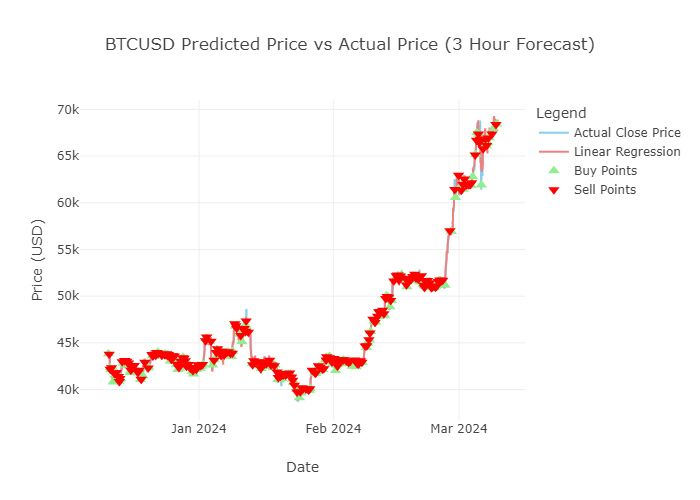 BTCUSD Predicted Price vs Actual Price (3 Hour Forecast)
70k
65k
60k
55k
50k
45k
40k
Price (USD)
Jan 2024
Feb 2024
Mar 2024
Date
Legend
Actual Close Price
Linear Regression
Buy Points
Sell Points